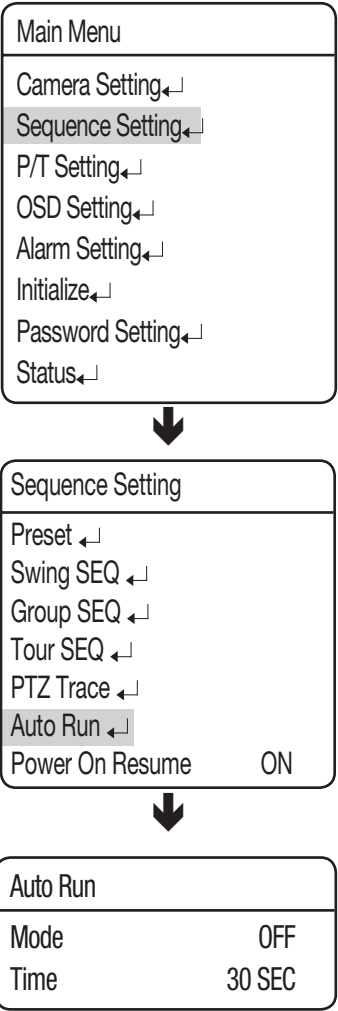 Main Menu
Camera Setting↵
Sequence Setting↵
P/T Setting↵
OSD Setting↵
Alarm Setting↵
Initialize↵
Password Setting↵
Status↵
Sequence Setting
Preset ↵
Swing SEQ ↵
Group SEQ ↵
Tour SEQ ↵
PTZ Trace ↵
Auto Run ↵
Power On Resume ON
Auto Run
Mode OFF
Time 30 SEC